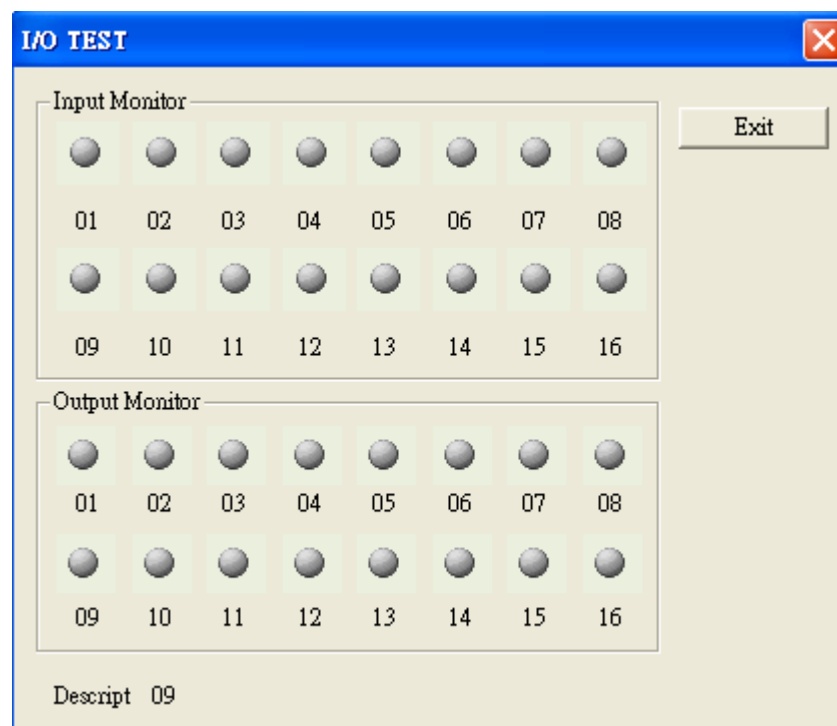 I/O TEST
Input Monitor
Exit
01 02 03 04 05 06 07 08
09 10 11 12 13 14 15 16
Output Monitor
01 02 03 04 05 06 07 08
09 10 11 12 13 14 15 16
Descript 09